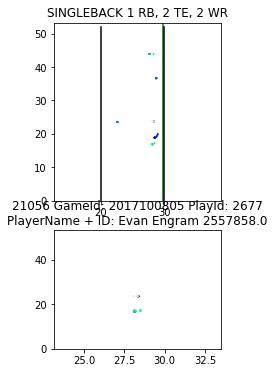 SINGLEBACK 1 RB, 2 TE, 2 WR
50
40
30
20
10
0
20 30
21056 GameId: 2017100805 PlayId: 2677
PlayerName + ID: Evan Engram 2557858.0
40
20
0
25.0 27.5 30.0 32.5